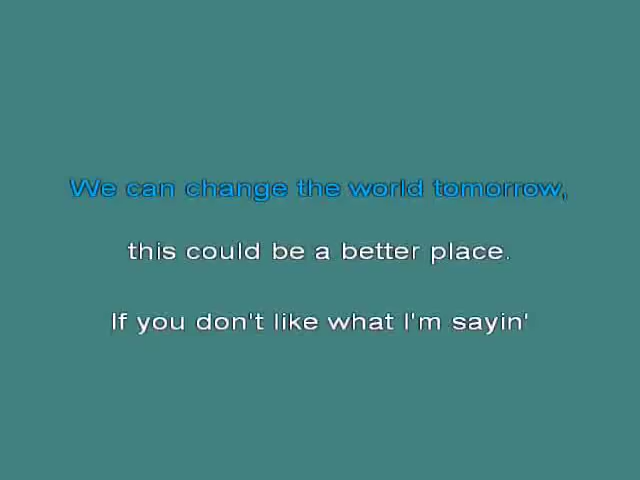 We can change the world tomorrow,
this could be a better place.
If you don't like what I'm sayin'